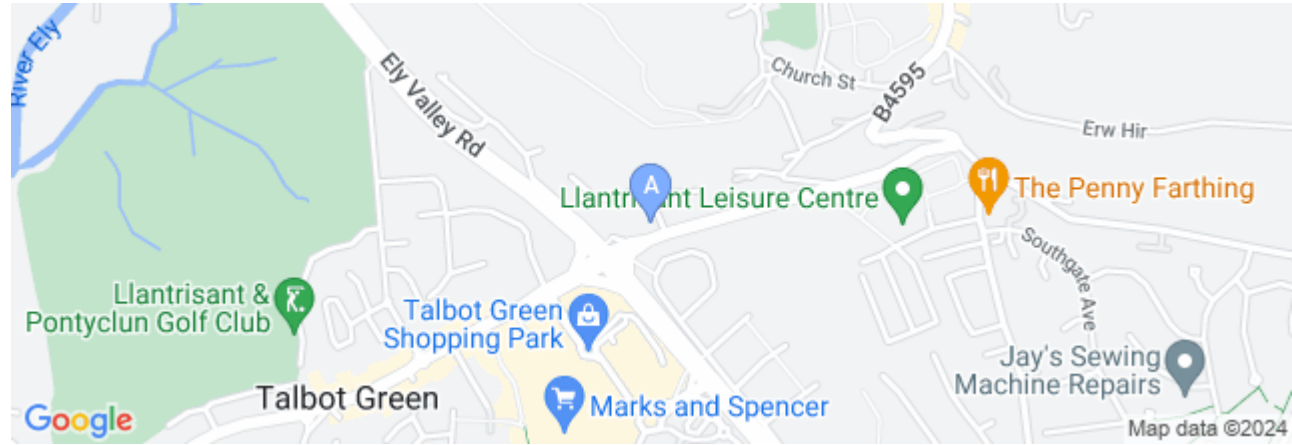 River Ely
Ely Valley Rd
Church St
B4595
Erw Hir
A
Llantrisant Leisure Centre
The Penny Farthing
Southgate Ave
Llantrisant &
Pontyclun Golf Club
Talbot Green
Shopping Park
Jay's Sewing
Machine Repairs
Talbot Green
Marks and Spencer
Google
Map data ©2024